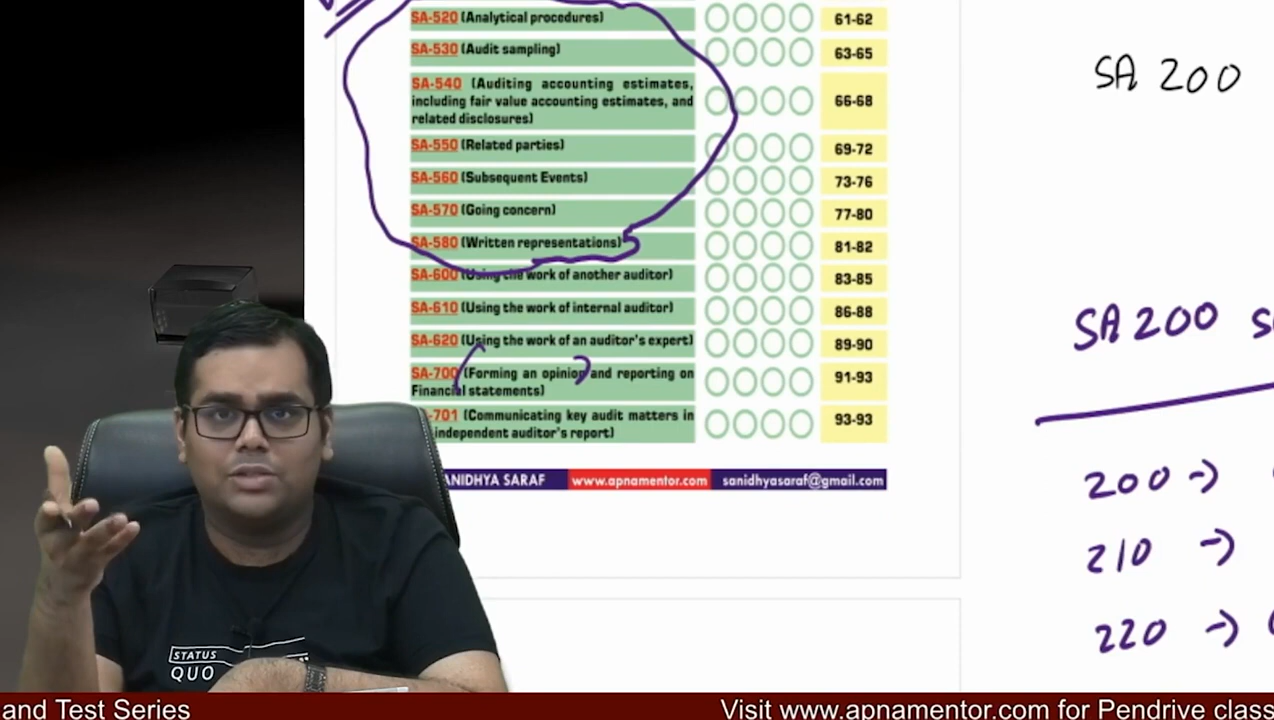 SA-520 (Analytical procedures) 61-62
SA-530 (Audit sampling) 63-65
SA-540 (Auditing accounting estimates,
including fair value accounting estimates, and
related disclosures) 66-68
SA-550 (Related parties) 69-72
SA-560 (Subsequent Events) 73-76
SA-570 (Going concern) 77-80
SA-580 (Written representations) 81-82
SA-600 (Using the work of another auditor) 83-85
SA-610 (Using the work of internal auditor) 86-88
SA-620 (Using the work of an auditor's expert) 89-90
SA-700 (Forming an opinion and reporting on
Financial statements) 91-93
-701 (Communicating key audit matters in
independent auditor's report) 93-93
ANIDHYA SARAF www.apnamentor.com sanidhyasaraf@gmail.com
SA 200
SA 200
200 →
210 →
220 →
STATUS
QUO
and Test Series
Visit www.apnamentor.com for Pendrive class